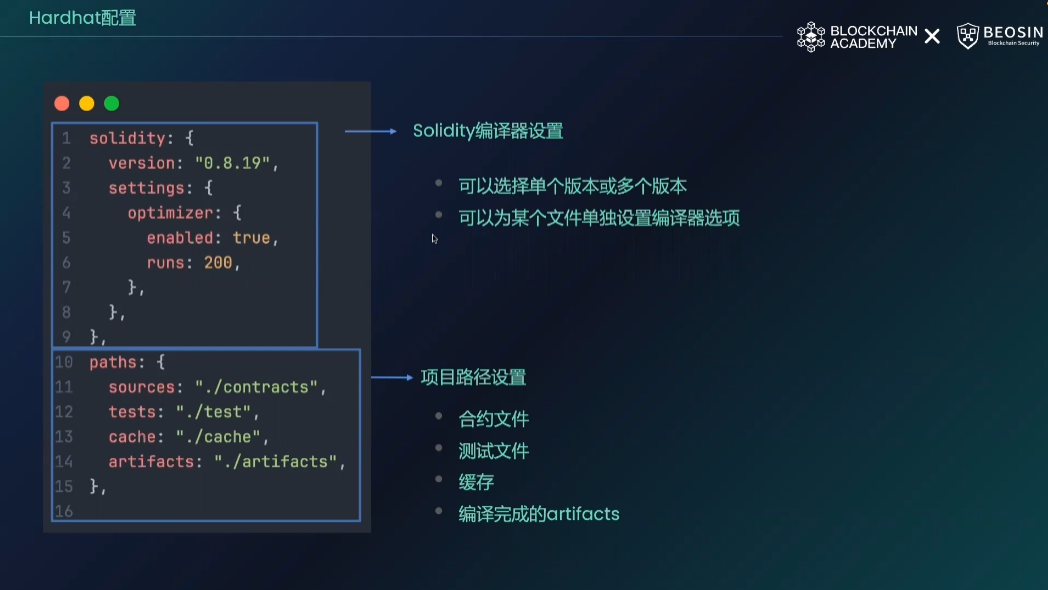 Hardhat配置
BLOCKCHAIN
ACADEMY
BEOSIN
Blockchain Security
1 solidity: {
2 version: "0.8.19",
3 settings: {
4 optimizer: {
5 enabled: true,
6 runs: 200,
7 },
8 },
9 },
10 paths: {
11 sources: "./contracts",
12 tests: "./test",
13 cache: "./cache",
14 artifacts: "./artifacts",
15 },
16
Solidity编译器设置
可以选择单个版本或多个版本
可以为某个文件单独设置编译器选项
项目路径设置
合约文件
测试文件
缓存
编译完成的artifacts